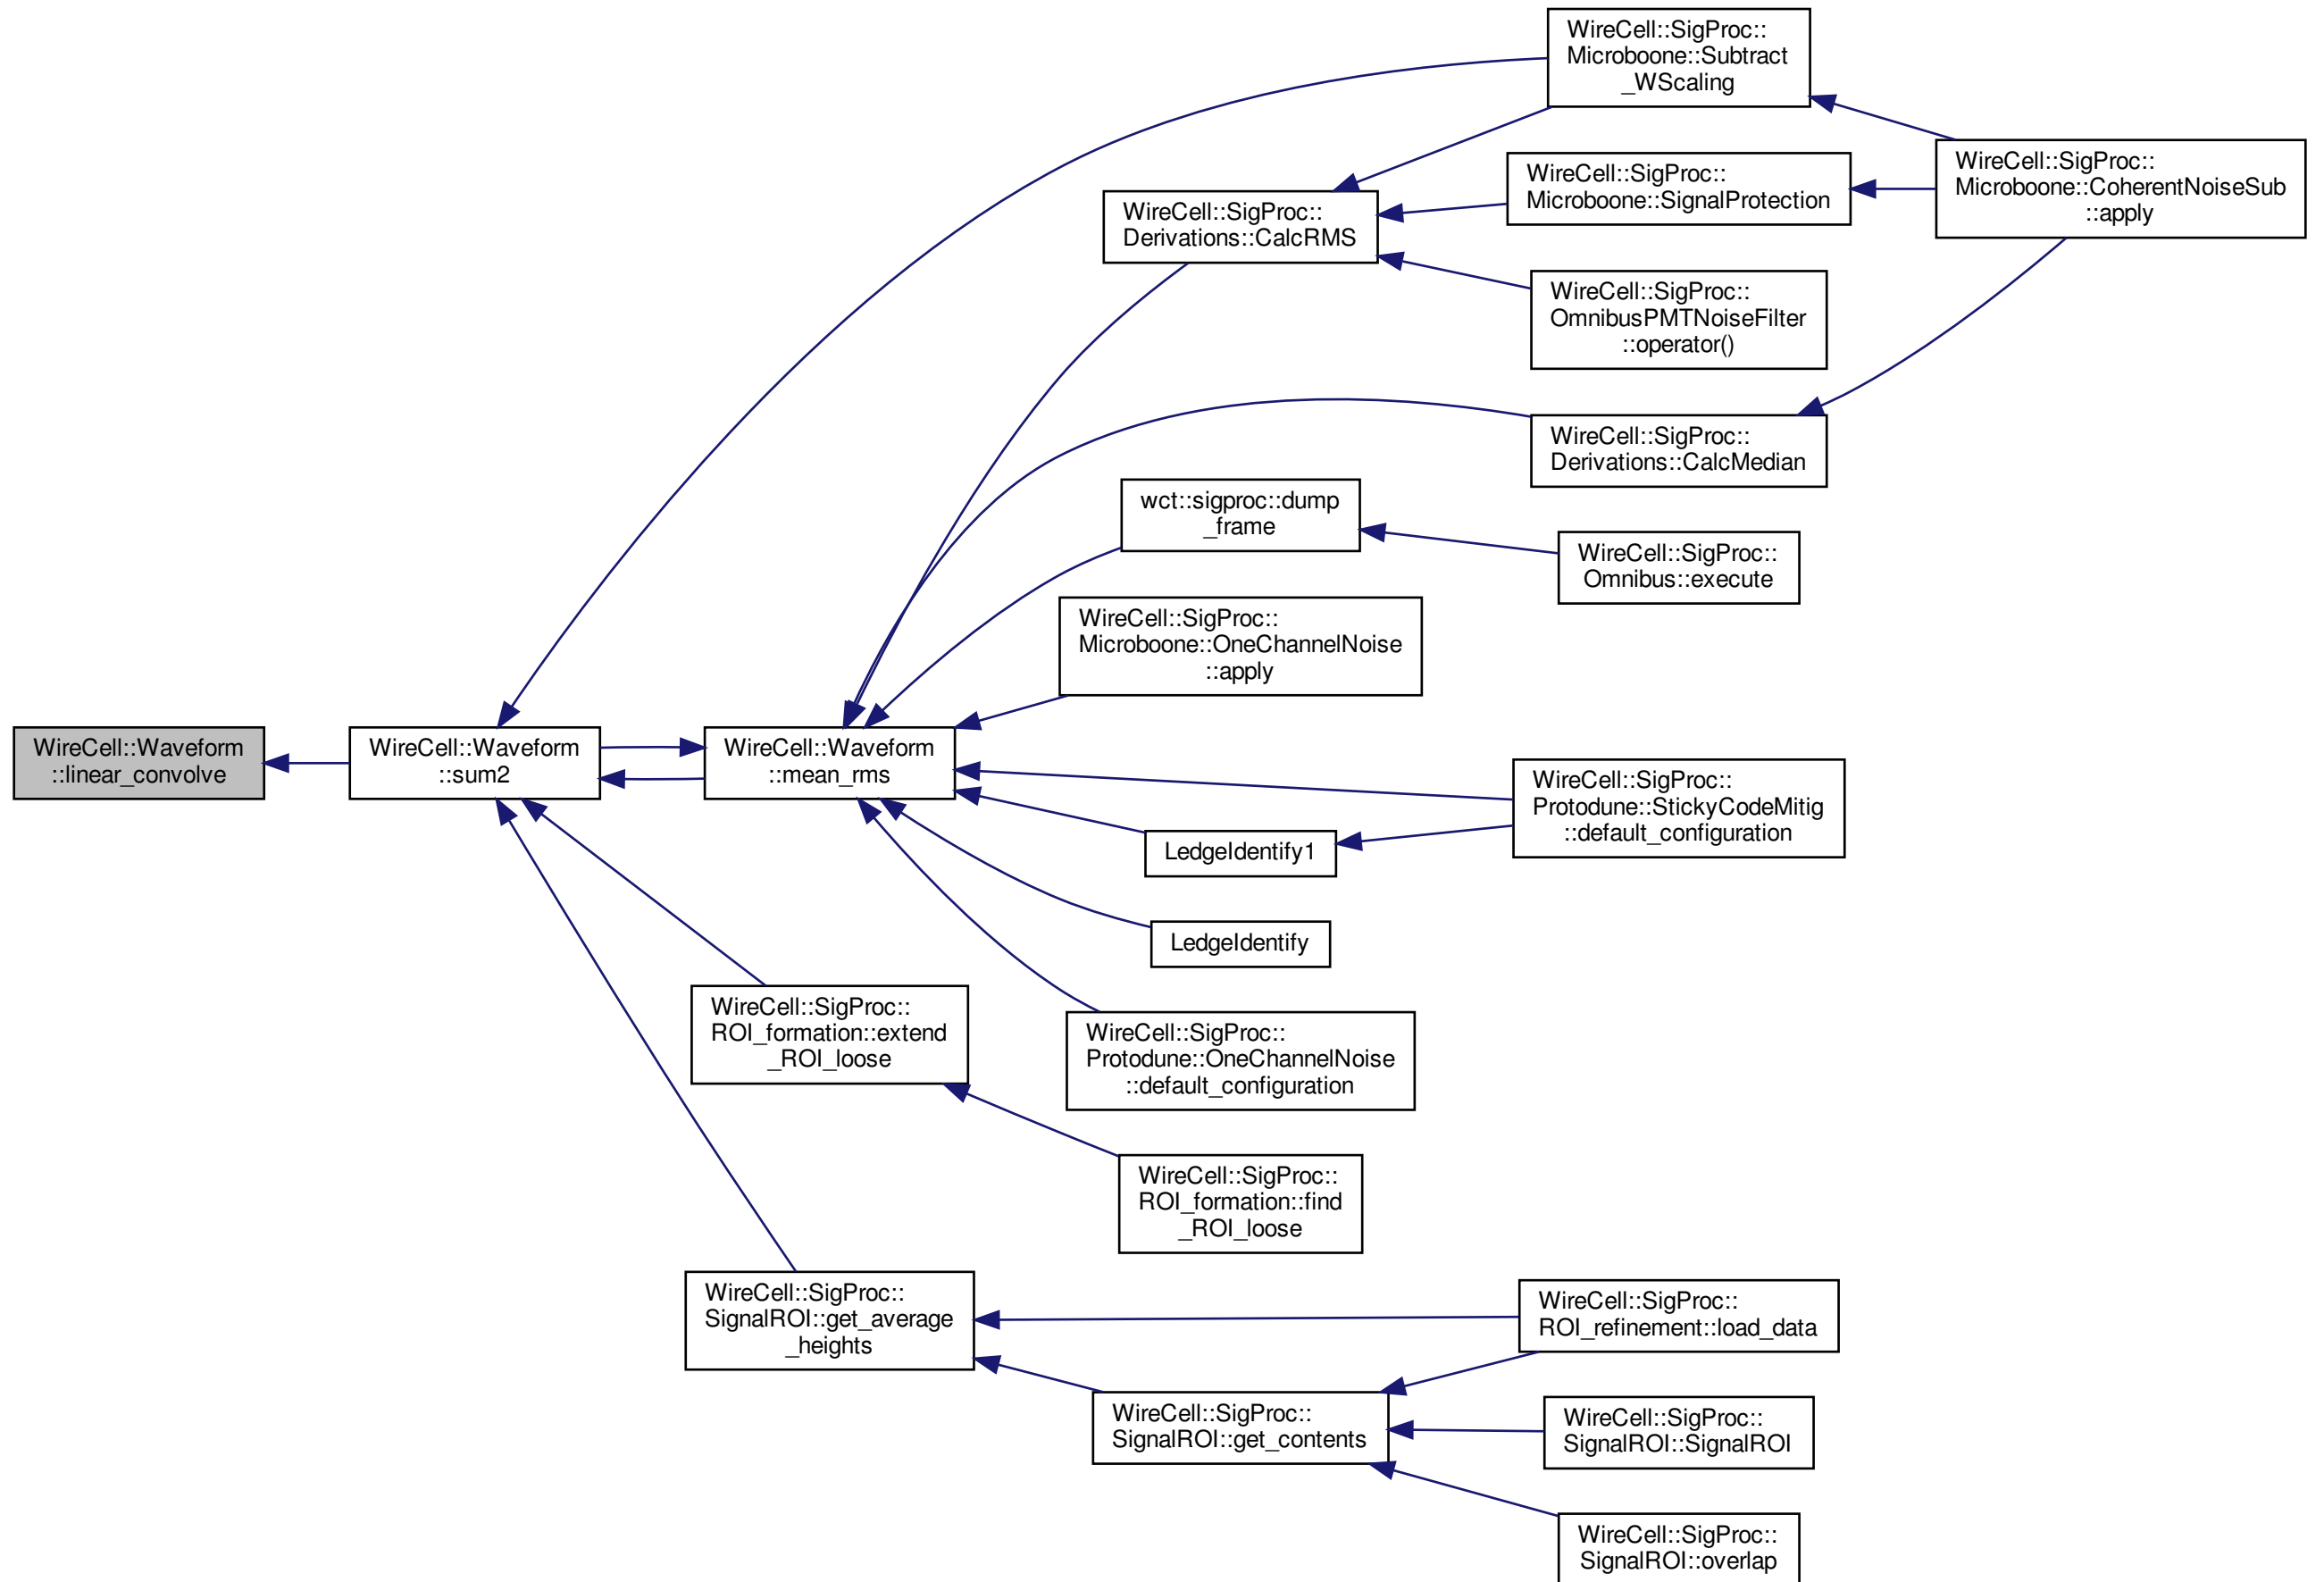 WireCell::SigProc::
Microboone::Subtract
_WScaling
WireCell::SigProc::
Microboone::CoherentNoiseSub
::apply
WireCell::SigProc::
Microboone::SignalProtection
WireCell::SigProc::
Derivations::CalcRMS
WireCell::SigProc::
OmnibusPMTNoiseFilter
::operator()
WireCell::SigProc::
Derivations::CalcMedian
wct::sigproc::dump
_frame
WireCell::SigProc::
Omnibus::execute
WireCell::SigProc::
Microboone::OneChannelNoise
::apply
WireCell::Waveform
::linear_convolve
WireCell::Waveform
::sum2
WireCell::Waveform
::mean_rms
WireCell::SigProc::
Protodune::StickyCodeMitig
::default_configuration
LedgeIdentify1
LedgeIdentify
WireCell::SigProc::
ROI_formation::extend
_ROI_loose
WireCell::SigProc::
Protodune::OneChannelNoise
::default_configuration
WireCell::SigProc::
ROI_formation::find
_ROI_loose
WireCell::SigProc::
SignalROI::get_average
_heights
WireCell::SigProc::
ROI_refinement::load_data
WireCell::SigProc::
SignalROI::get_contents
WireCell::SigProc::
SignalROI::SignalROI
WireCell::SigProc::
SignalROI::overlap